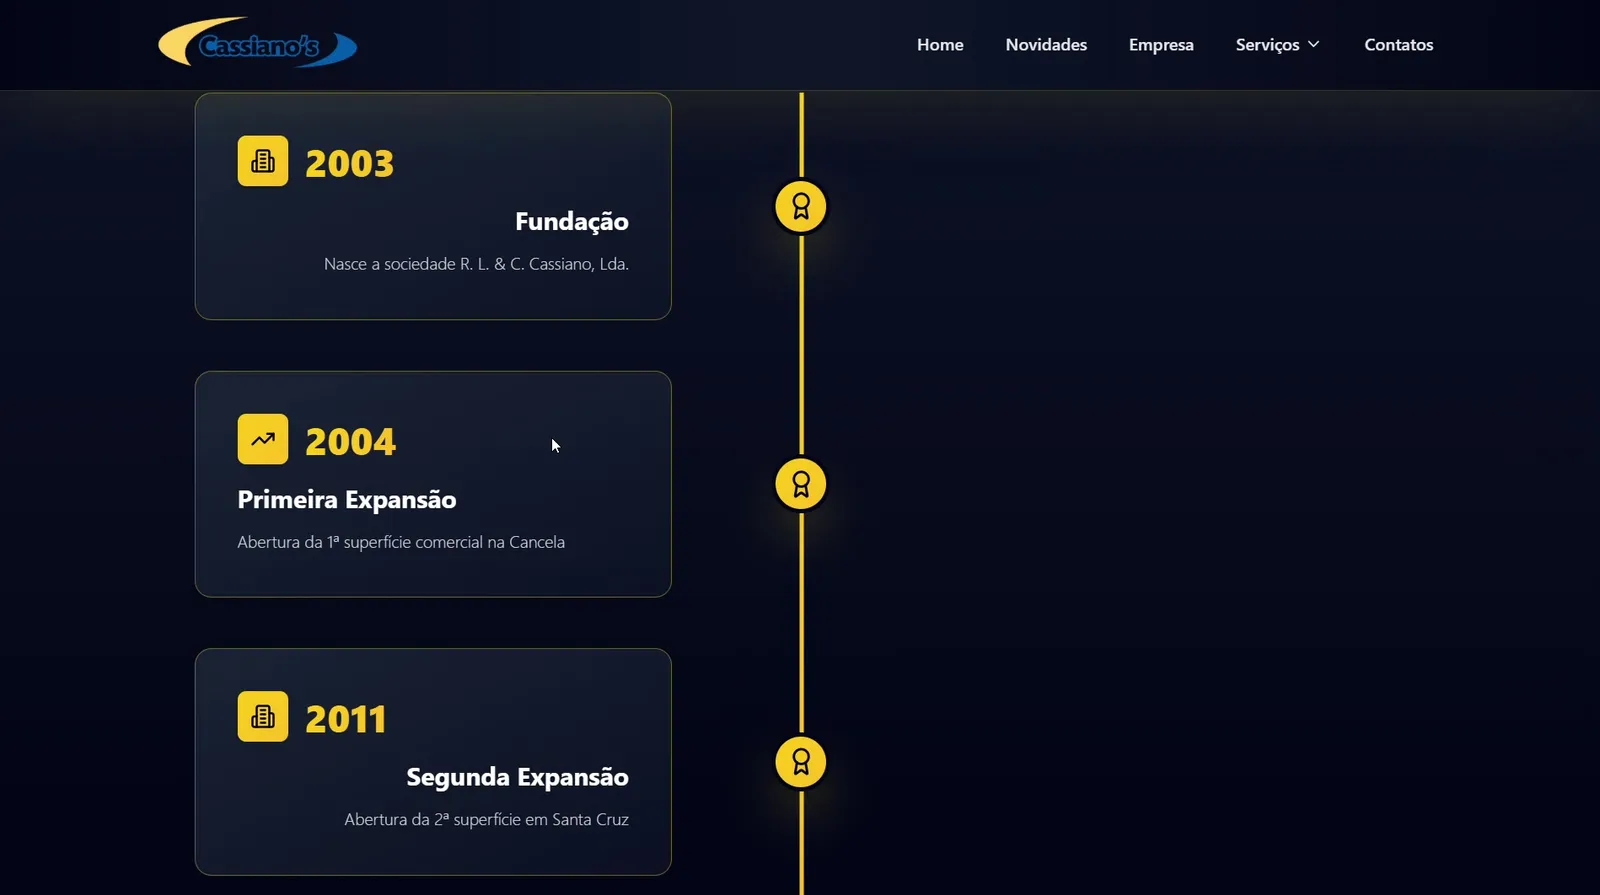 Cassiano's
Home Novidades Empresa Serviços Contatos
2003
Fundação
Nasce a sociedade R. L. & C. Cassiano, Lda.
2004
Primeira Expansão
Abertura da 1ª superfície comercial na Cancela
2011
Segunda Expansão
Abertura da 2ª superfície em Santa Cruz